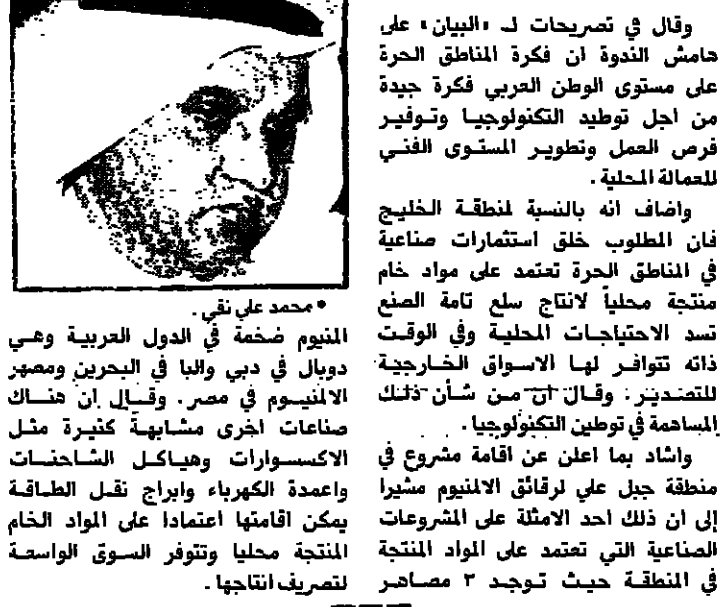 وقال في تصريحات لـ «البيان» على
هامش الندوة ان فكرة المناطق الحرة
على مستوى الوطن العربي فكرة جيدة
من اجل توطيد التكنولوجيا وتوفير
فرص العمل وتطوير المستوى الفني
للعمالة المحلية .
واضاف انه بالنسبة لمنطقة الخليج
فان المطلوب خلق استثمارات صناعية
في المناطق الحرة تعتمد على مواد خام
منتجة محلياً لانتاج سلع تامة الصنع
تسد الاحتياجات المحلية وفي الوقت
ذاته تتوافر لها الاسواق الخارجية
للتصدير . وقال ان من شأن ذلك
المساهمة في توطين التكنولوجيا .
واشاد بما اعلن عن اقامة مشروع في
منطقة جبل علي لرقائق الالمنيوم مشيرا
إلى ان ذلك احد الامثلة على المشروعات
الصناعية التي تعتمد على المواد المنتجة
في المنطقة حيث توجد ٣ مصاهر
• محمد علي نقي .
المنيوم ضخمة في الدول العربية وهي
دوبال في دبي والبا في البحرين ومصهر
الالمنيوم في مصر . وقال ان هناك
صناعات اخرى مشابهة كثيرة مثل
الاكسسوارات وهياكل الشاحنات
واعمدة الكهرباء وابراج نقل الطاقة
يمكن اقامتها اعتمادا على المواد الخام
المنتجة محليا وتتوفر السوق الواسعة
لتصريف انتاجها .